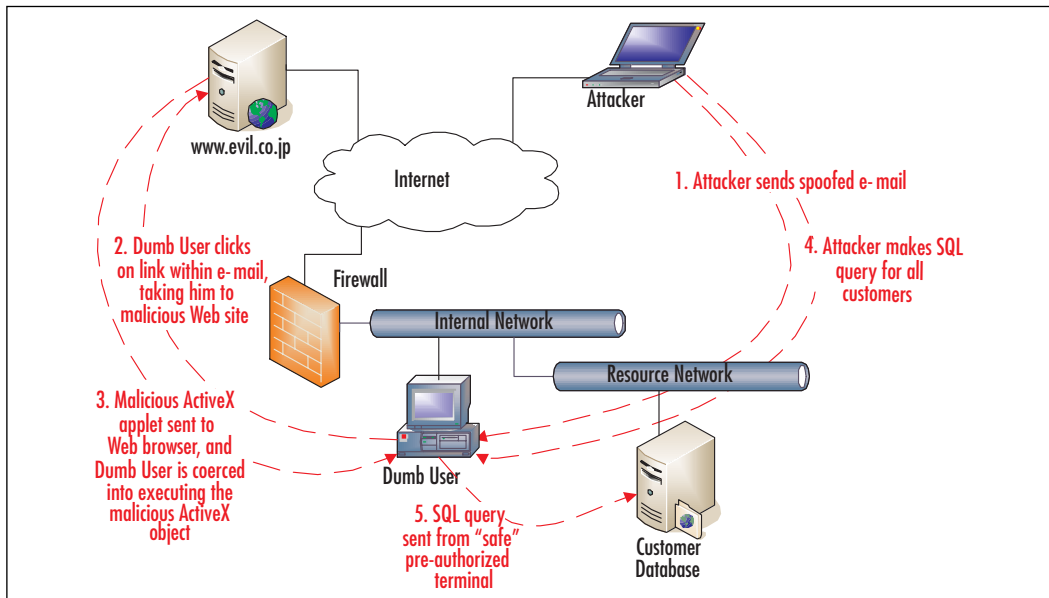 www.evil.co.jp
Attacker
Internet
1. Attacker sends spoofed e-mail
2. Dumb User clicks
on link within e-mail,
taking him to
malicious Web site
Firewall
4. Attacker makes SQL
query for all
customers
Internal Network
Resource Network
3. Malicious ActiveX
applet sent to
Web browser, and
Dumb User is coerced
into executing the
malicious ActiveX
object
Dumb User
5. SQL query
sent from “safe”
pre-authorized
terminal
Customer
Database